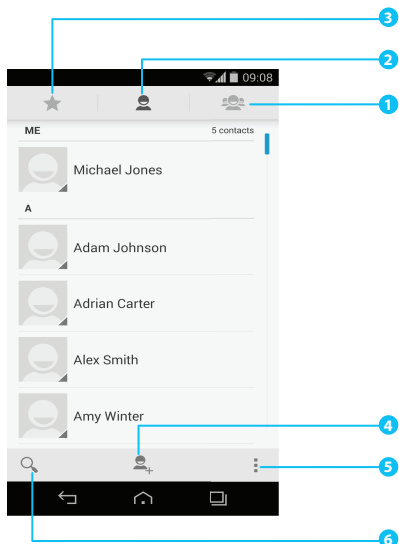 3
2
09:08
1
ME 5 contacts
Michael Jones
A
Adam Johnson
Adrian Carter
Alex Smith
Amy Winter
4
5
6